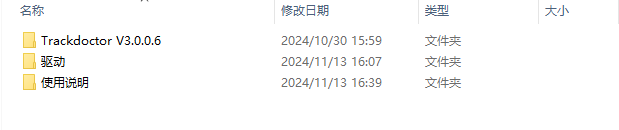 名称 修改日期 类型 大小
Trackdoctor V3.0.0.6 2024/10/30 15:59 文件夹
驱动 2024/11/13 16:07 文件夹
使用说明 2024/11/13 16:39 文件夹